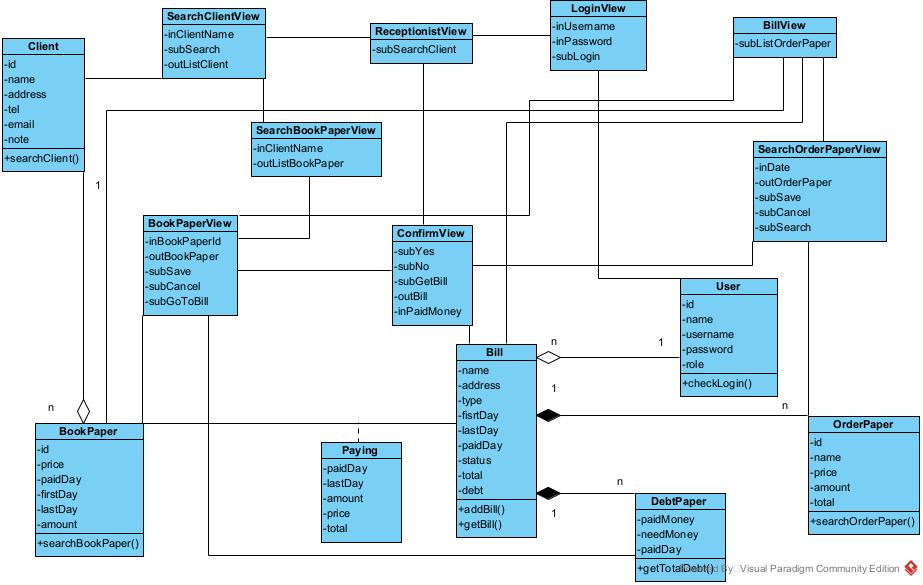 Client
-id
-name
-address
-tel
-email
-note
+searchClient()
SearchClientView
-inClientName
-subSearch
-outListClient
ReceptionistView
-subSearchClient
LoginVIew
-inUsername
-inPassword
-subLogin
BillView
-subListOrderPaper
SearchBookPaperView
-inClientName
-outListBookPaper
SearchOrderPaperView
-inDate
-outOrderPaper
-subSave
-subCancel
-subSearch
1
BookPaperView
-inBookPaperId
-outBookPaper
-subSave
-subCancel
-subGoToBill
ConfirmView
-subYes
-subNo
-subGetBill
-outBill
-inPaidMoney
User
-id
-name
-username
-password
-role
+checkLogin()
Bill
-name
-address
-type
-fisrtDay
-lastDay
-paidDay
-status
-total
-debt
+addBill()
+getBill()
n
1
1
n
n
1
n
BookPaper
-id
-price
-paidDay
-firstDay
-lastDay
-amount
+searchBookPaper()
Paying
-paidDay
-lastDay
-amount
-price
-total
OrderPaper
-id
-name
-price
-amount
-total
+searchOrderPaper()
DebtPaper
-paidMoney
-needMoney
-paidDay
+getTotalDebt()
Visual Paradigm Community Edition